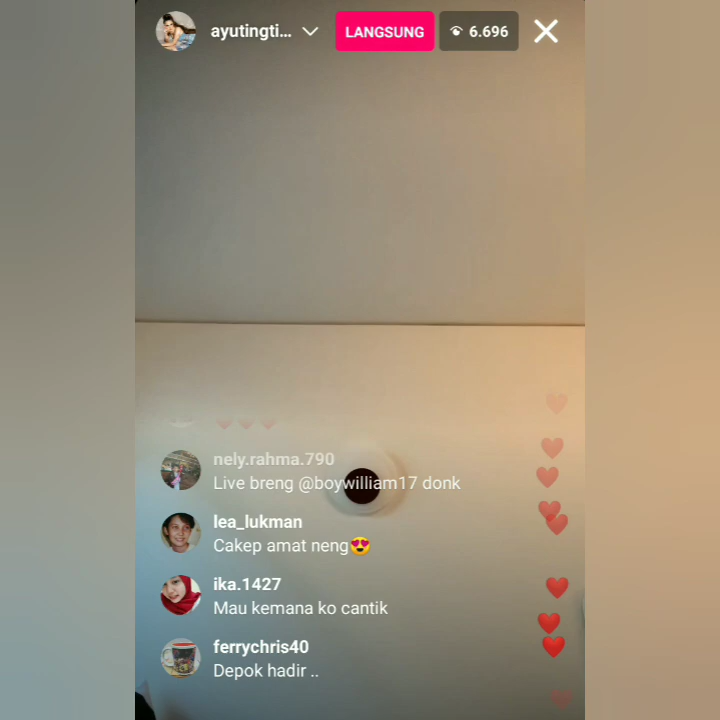 ayutingti...
LANGSUNG
6.696
nely.rahma.790
Live breng @boywilliam17 donk
lea_lukman
Cakep amat neng😍
ika.1427
Mau kemana ko cantik
ferrychris40
Depok hadir ..